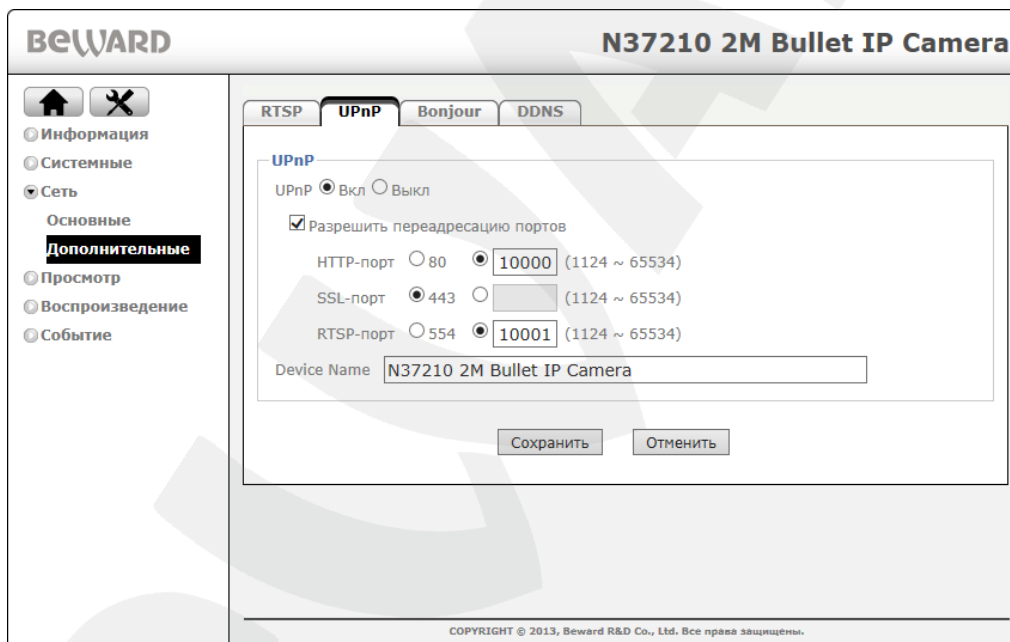 BEWARD
N37210 2M Bullet IP Camera
Информация
Системные
Сеть
Основные
Дополнительные
Просмотр
Воспроизведение
Событие
RTSP UPnP Bonjour DDNS
UPnP
UPnP Вкл Выкл
Разрешить переадресацию портов
HTTP-порт 80 10000 (1124 ~ 65534)
SSL-порт 443 (1124 ~ 65534)
RTSP-порт 554 10001 (1124 ~ 65534)
Device Name N37210 2M Bullet IP Camera
Сохранить Отменить
COPYRIGHT © 2013, Beward R&D Co., Ltd. Все права защищены.